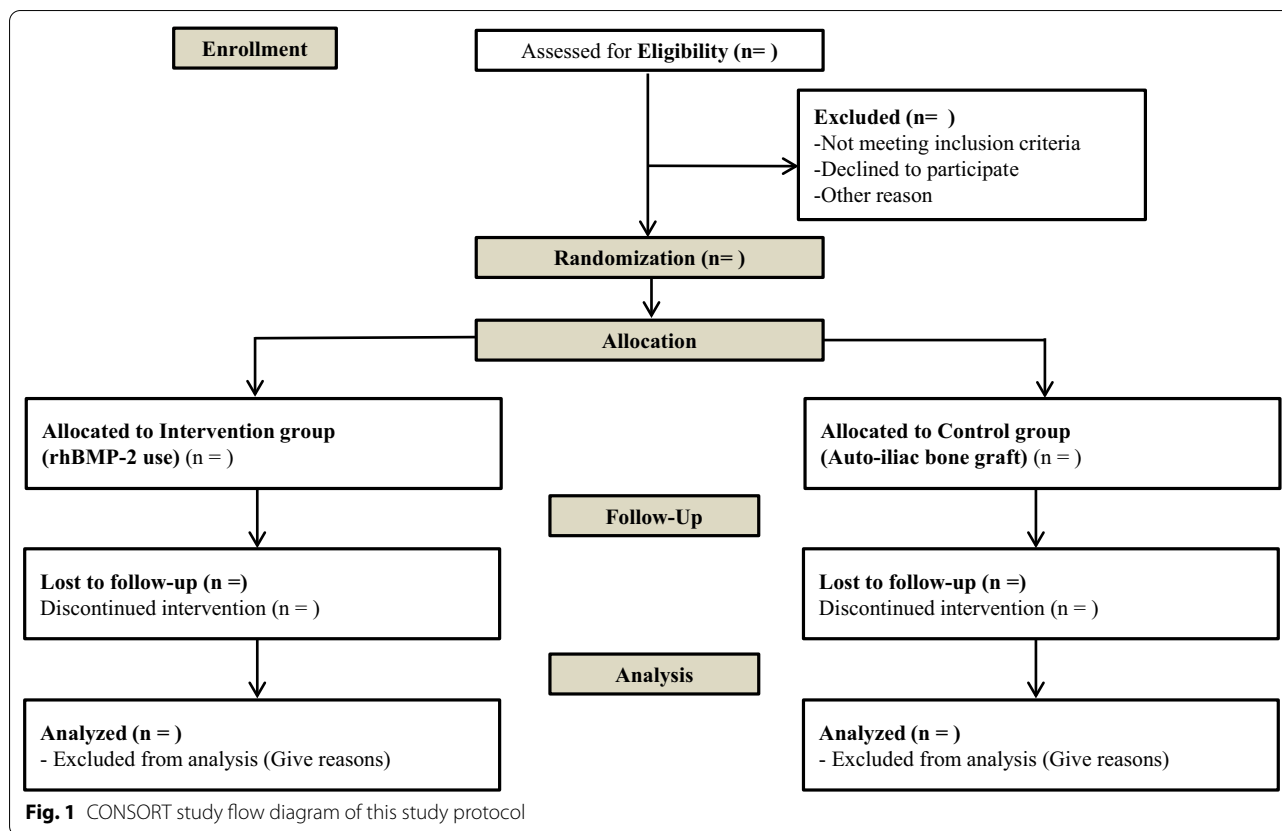 Enrollment
Assessed for Eligibility (n= )
Excluded (n=  )
-Not meeting inclusion criteria
-Declined to participate
-Other reason
Randomization (n= )
Allocation
Allocated to Intervention group
(rhBMP-2 use) (n = )
Allocated to Control group
(Auto-iliac bone graft) (n = )
Follow-Up
Lost to follow-up (n =)
Discontinued intervention (n = )
Lost to follow-up (n =)
Discontinued intervention (n = )
Analysis
Analyzed (n = )
- Excluded from analysis (Give reasons)
Analyzed (n = )
- Excluded from analysis (Give reasons)
Fig. 1 CONSORT study flow diagram of this study protocol